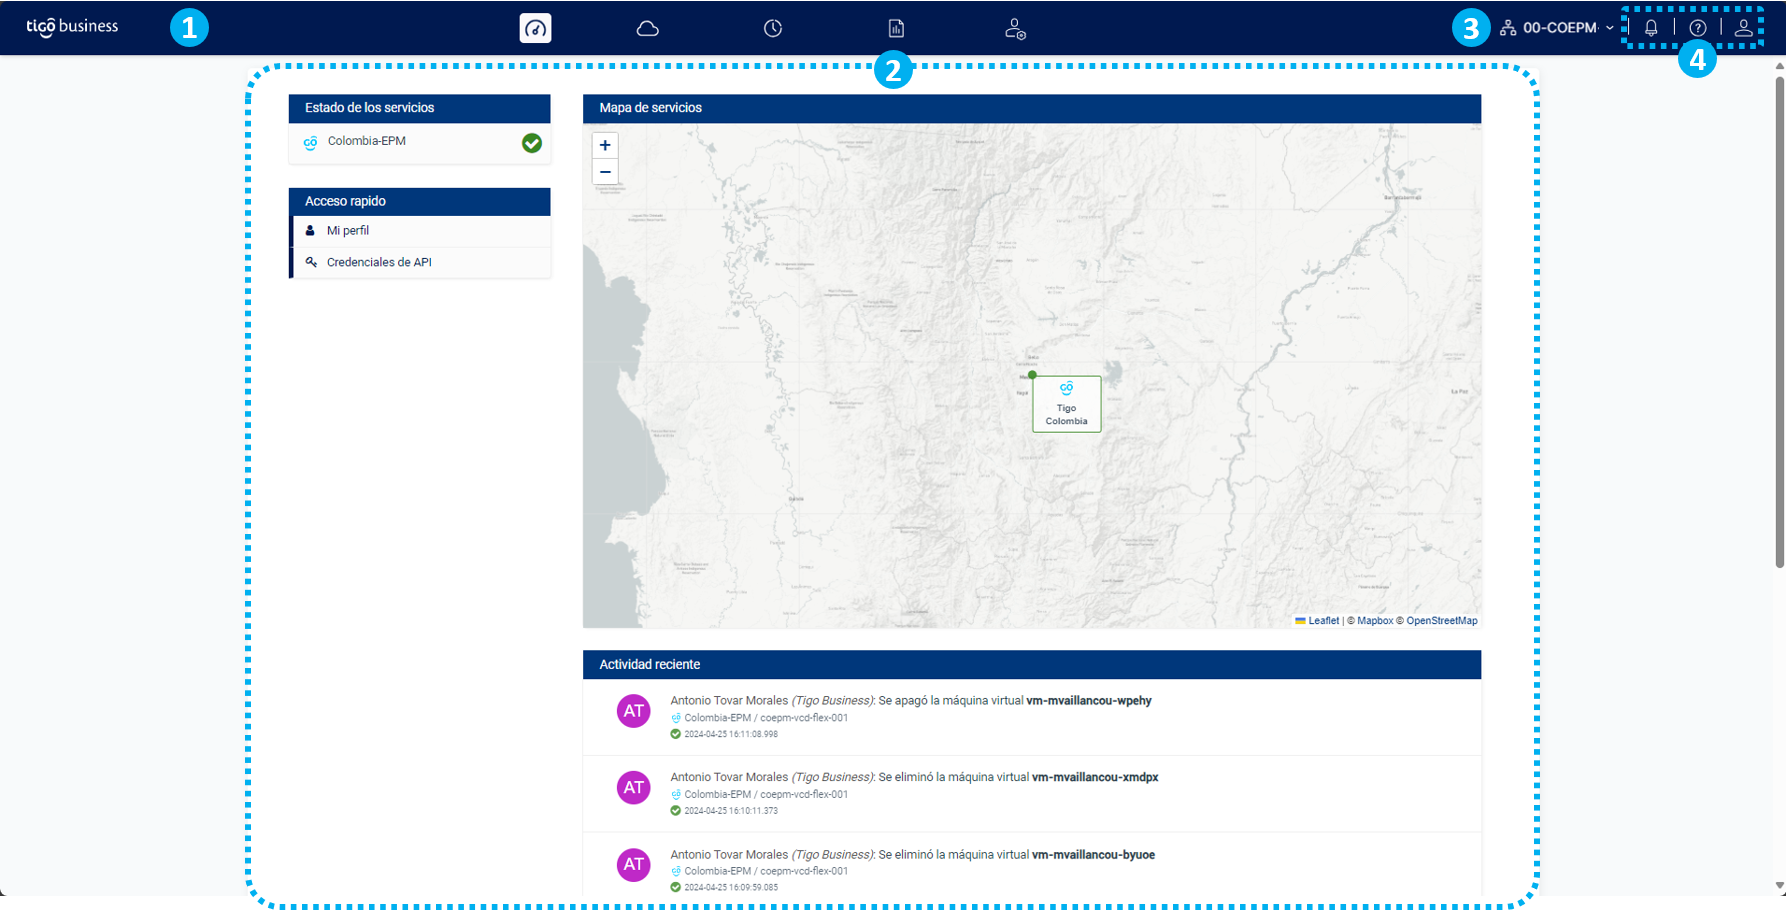 tigo business
1
3
00-COEPM-
4
2
Estado de los servicios
Colombia-EPM
Acceso rapido
Mi perfil
Credenciales de API
Mapa de servicios
+
−
Tigo
Colombia
Leaflet | © Mapbox © OpenStreetMap
Actividad reciente
AT
Antonio Tovar Morales (Tigo Business): Se apagó la máquina virtual vm-mvaillancou-wpehy
Colombia-EPM / coepm-vcd-flex-001
2024-04-25 16:11:08.998
AT
Antonio Tovar Morales (Tigo Business): Se eliminó la máquina virtual vm-mvaillancou-xmdpx
Colombia-EPM / coepm-vcd-flex-001
2024-04-25 16:10:11.373
AT
Antonio Tovar Morales (Tigo Business): Se eliminó la máquina virtual vm-mvaillancou-byuoe
Colombia-EPM / coepm-vcd-flex-001
2024-04-25 16:09:59.085